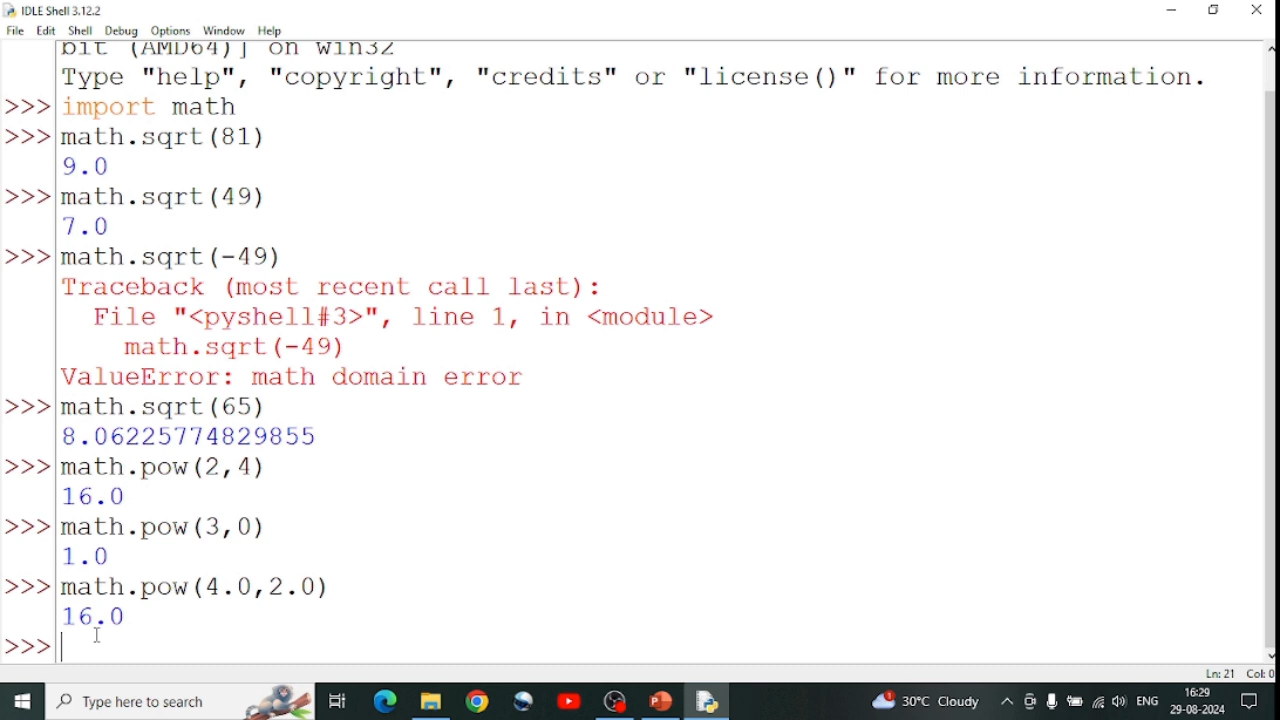 IDLE Shell 3.12.2
File Edit Shell Debug Options Window Help
bit (AMD64)] on win32
Type "help", "copyright", "credits" or "license()" for more information.
>>> import math
>>> math.sqrt(81)
9.0
>>> math.sqrt(49)
7.0
>>> math.sqrt(-49)
Traceback (most recent call last):
File "<pyshell#3>", line 1, in <module>
math.sqrt(-49)
ValueError: math domain error
>>> math.sqrt(65)
8.06225774829855
>>> math.pow(2,4)
16.0
>>> math.pow(3,0)
1.0
>>> math.pow(4.0,2.0)
16.0
>>>
Ln: 21 Col: 0
Type here to search
1
30°C Cloudy
ENG
16:29
29-08-2024